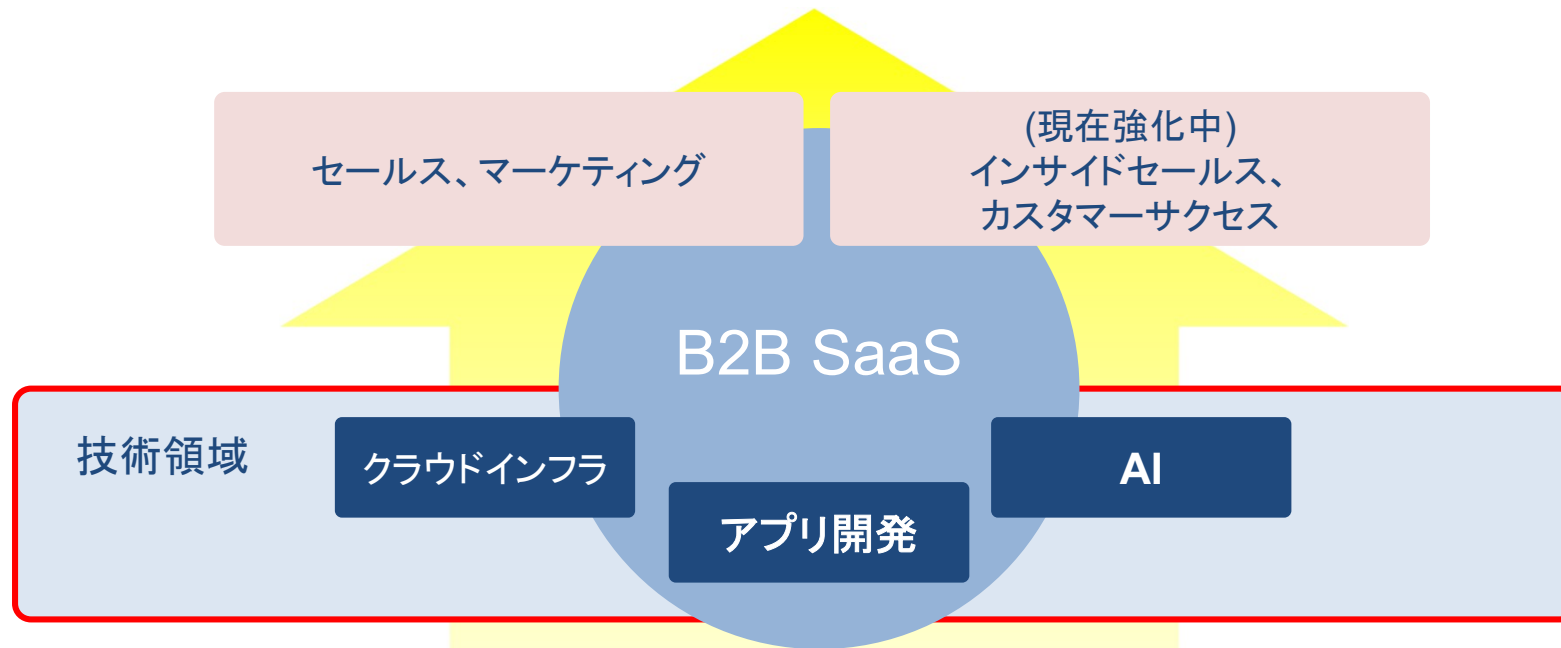 セールス、マーケティング
(現在強化中)
インサイドセールス、
カスタマーサクセス
B2B SaaS
技術領域
クラウドインフラ
アプリ開発
AI